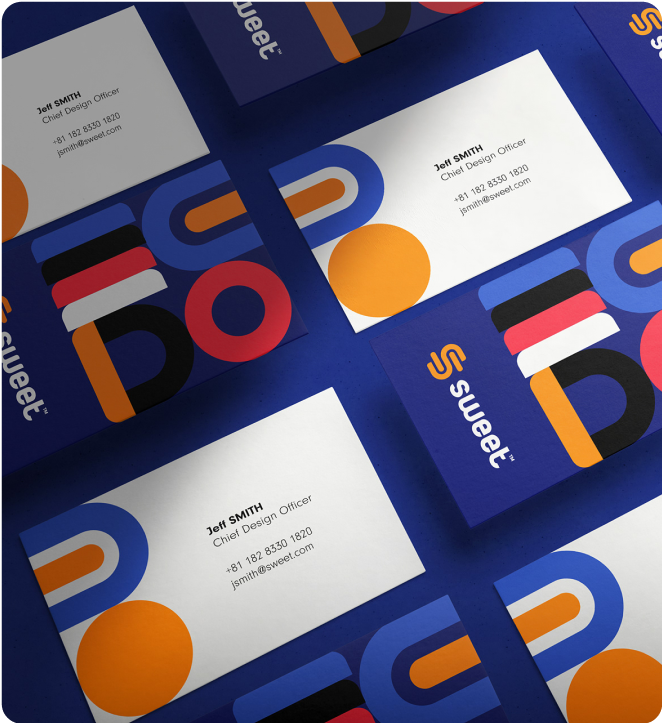 sweet™
Jeff SMITH
Chief Design Officer
+81 182 8330 1820
jsmith@sweet.com
Jeff SMITH
Chief Design Officer
+81 182 8330 1820
jsmith@sweet.com
sweet™
sweet™
Jeff SMITH
Chief Design Officer
+81 182 8330 1820
jsmith@sweet.com